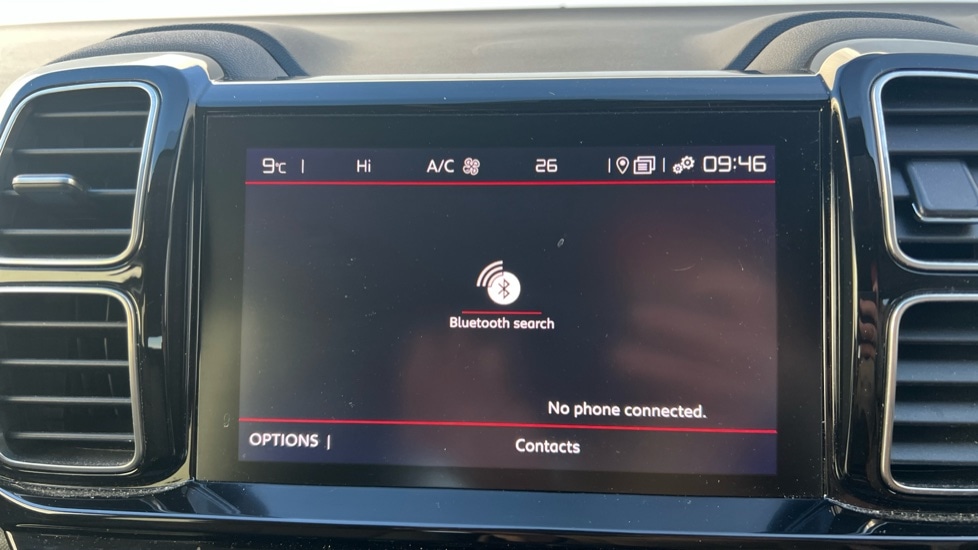 9°C | Hi A/C 26 | | 09:46
Bluetooth search
No phone connected.
OPTIONS | Contacts